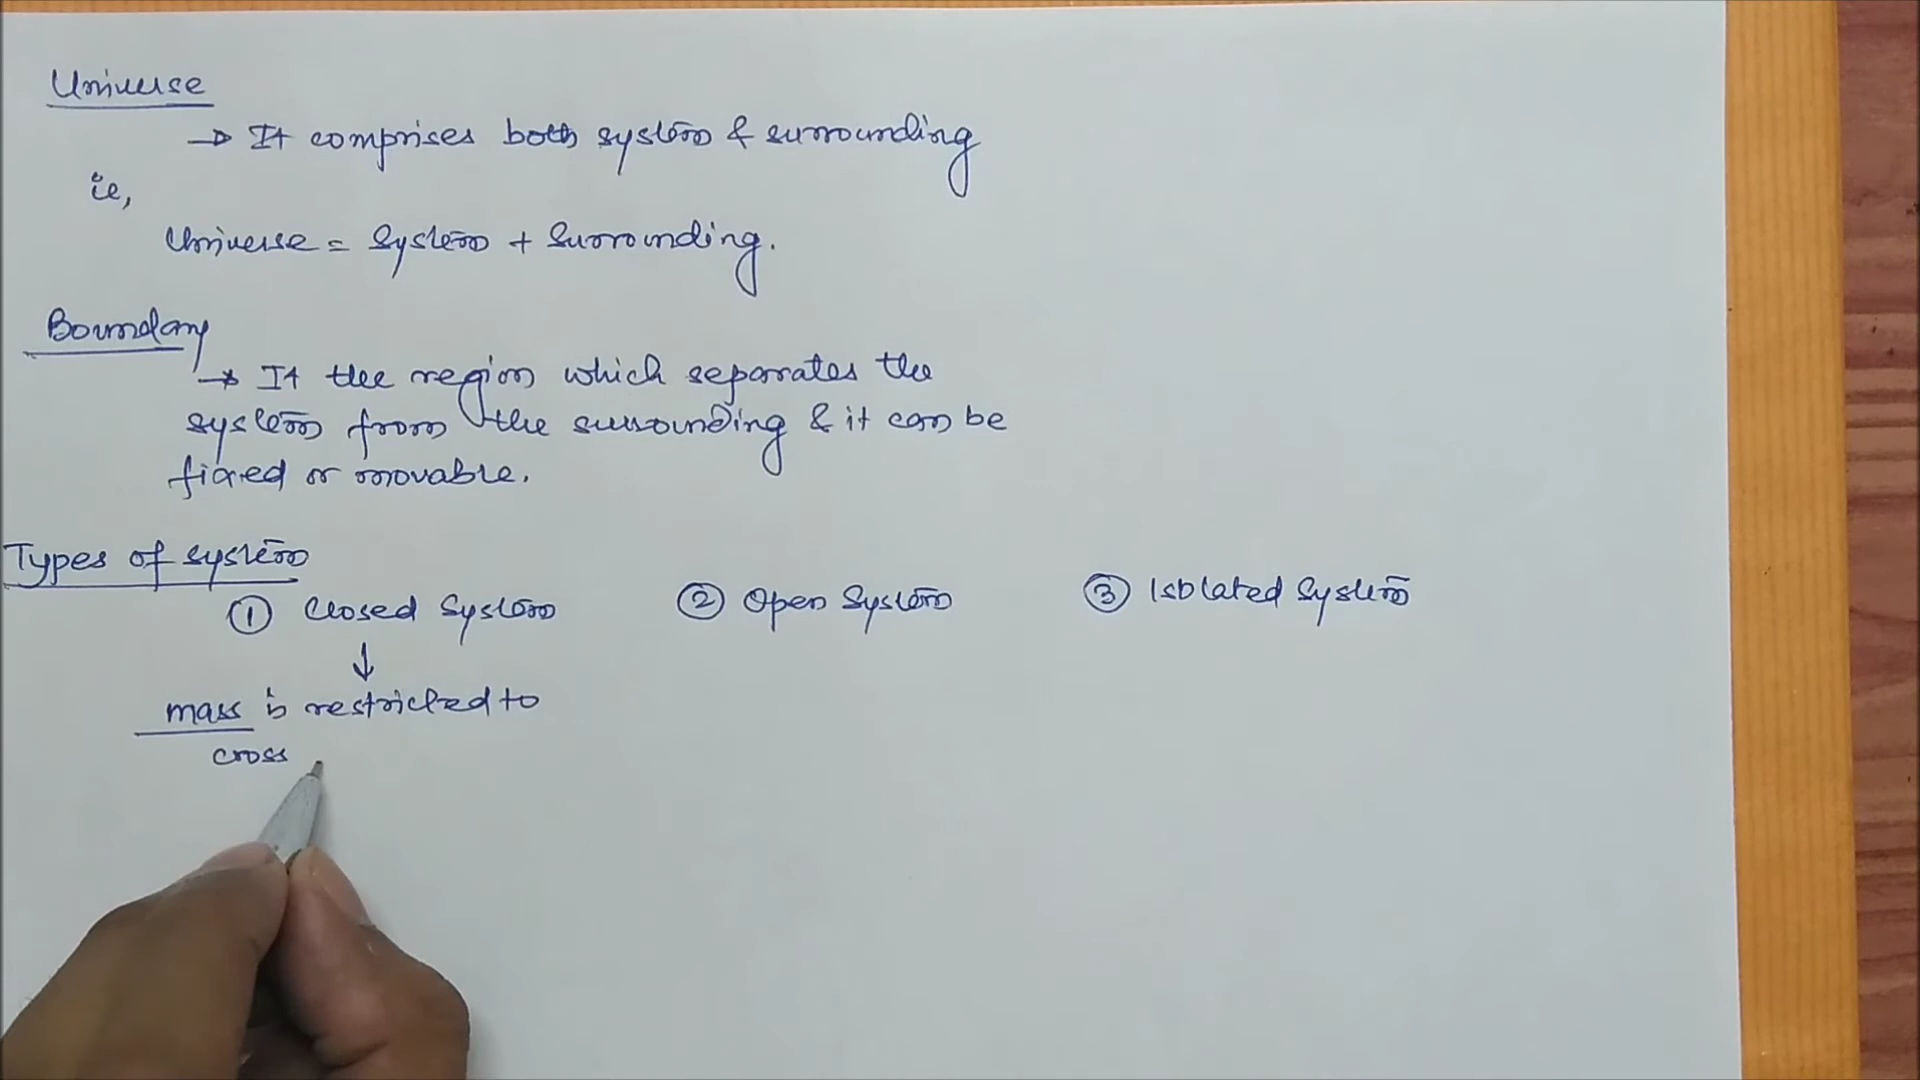 Universe
→ It comprises both system & surrounding
ie,
Universe = System + Surrounding.
Boundary
→ It the region which separates the
system from the surrounding & it can be
fixed or movable.
Types of system
① Closed System
② Open System
③ Isolated System
↓
mass is restricted to
cross